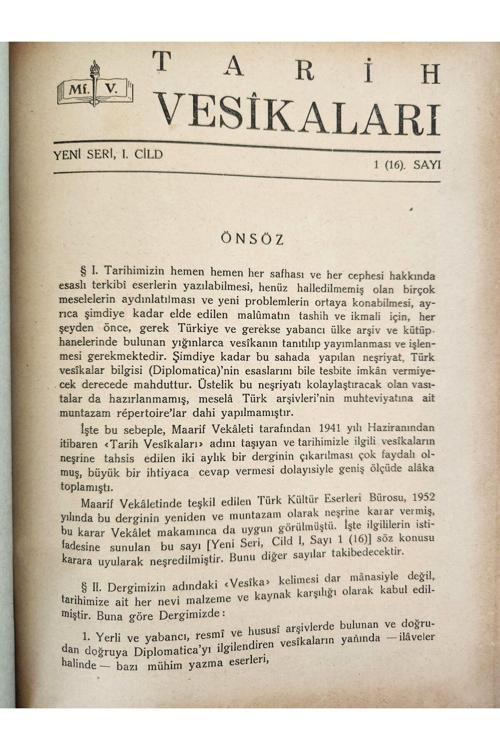 Mf. V.
TARİH
VESİKALARI
YENİ SERİ, I. CİLD
1 (16). SAYI
ÖNSÖZ
§ I. Tarihimizin hemen hemen her safhası ve her cephesi hakkında
esaslı terkibî eserlerin yazılabilmesi, henüz halledilmemiş olan birçok
meselelerin aydınlatılması ve yeni problemlerin ortaya konabilmesi, ay-
rıca şimdiye kadar elde edilen malûmatın tashih ve ikmali için, her
şeyden önce, gerek Türkiye ve gerekse yabancı ülke arşiv ve kütüp-
hanelerinde bulunan yığınlarca vesikanın tanıtılıp yayımlanması ve işlen-
mesi gerekmektedir. Şimdiye kadar bu sahada yapılan neşriyat, Türk
vesikalar bilgisi (Diplomatica)'nin esaslarını bile tesbite imkân vermiye-
cek derecede mahduttur. Üstelik bu neşriyatı kolaylaştıracak olan vası-
talar da hazırlanmamış, meselâ Türk arşivleri'nin muhteviyatına ait
muntazam répertoire'lar dahi yapılmamıştır.
İşte bu sebeple, Maarif Vekâleti tarafından 1941 yılı Haziranından
itibaren ‹Tarih Vesîkaları› adını taşıyan ve tarihimizle ilgili vesîkaların
neşrine tahsis edilen iki aylık bir derginin çıkarılması çok faydalı ol-
muş, büyük bir ihtiyaca cevap vermesi dolayısiyle geniş ölçüde alâka
toplamıştı.
Maarif Vekâletinde teşkil edilen Türk Kültür Eserleri Bürosu, 1952
yılında bu derginin yeniden ve muntazam olarak neşrine karar vermiş,
bu karar Vekâlet makamınca da uygun görülmüştü. İşte ilgililerin isti-
fadesine sunulan bu sayı [Yeni Seri, Cild I, Sayı 1 (16)] söz konusu
karara uyularak neşredilmiştir. Bunu diğer sayılar takibedecektir.
§ II. Dergimizin adındaki ‹Vesîka› kelimesi dar mânasiyle değil,
tarihimize ait her nevi malzeme ve kaynak karşılığı olarak kabul edil-
miştir. Buna göre Dergimizde :
1. Yerli ve yabancı, resmî ve hususî arşivlerde bulunan ve doğru-
dan doğruya Diplomatica'yı ilgilendiren vesîkaların yanında — ilâveler
halinde — bazı mühim yazma eserleri,